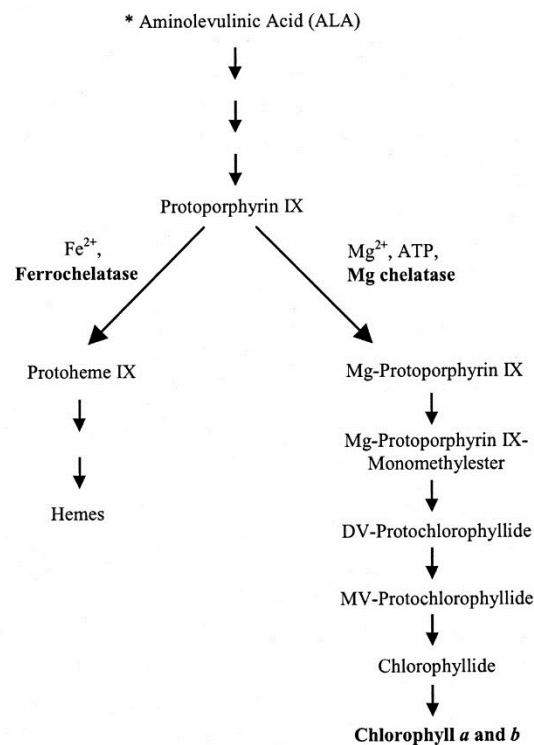 * Aminolevulinic Acid (ALA)
Protoporphyrin IX
Fe²⁺,
Ferrochelatase
Mg²⁺, ATP,
Mg chelatase
Protoheme IX
Mg-Protoporphyrin IX
Mg-Protoporphyrin IX-
Monomethylester
Hemes
DV-Protochlorophyllide
MV-Protochlorophyllide
Chlorophyllide
Chlorophyll a and b